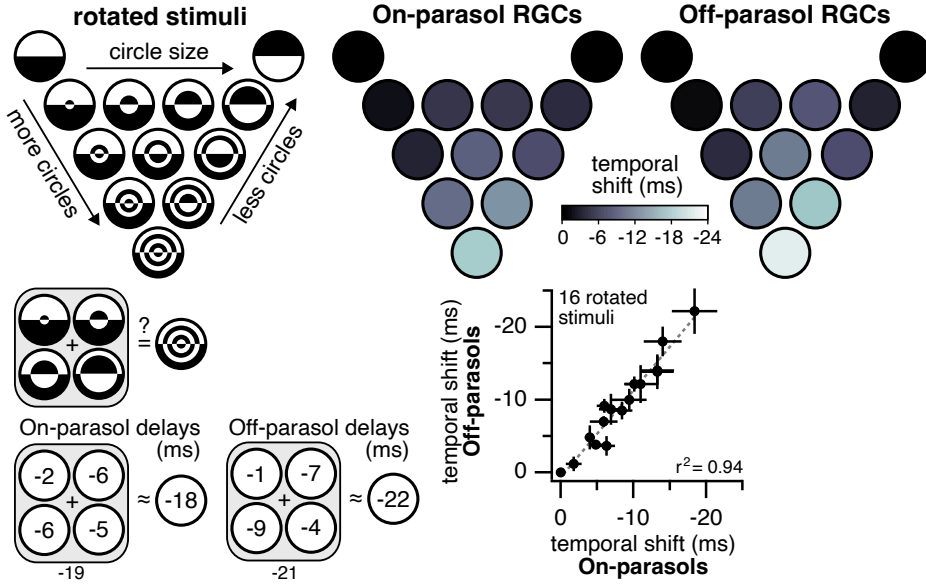 rotated stimuli
On-parasol RGCs
Off-parasol RGCs
circle size
more circles
less circles
temporal
shift (ms)
0 -6 -12 -18 -24
+
?
=
On-parasol delays
(ms)
-2 -6
+
-6 -5
≈ -18
-19
Off-parasol delays
(ms)
-1 -7
+
-9 -4
≈ -22
-21
16 rotated
stimuli
temporal shift (ms)
Off-parasols
-20
-10
0
r²= 0.94
0 -10 -20
temporal shift (ms)
On-parasols